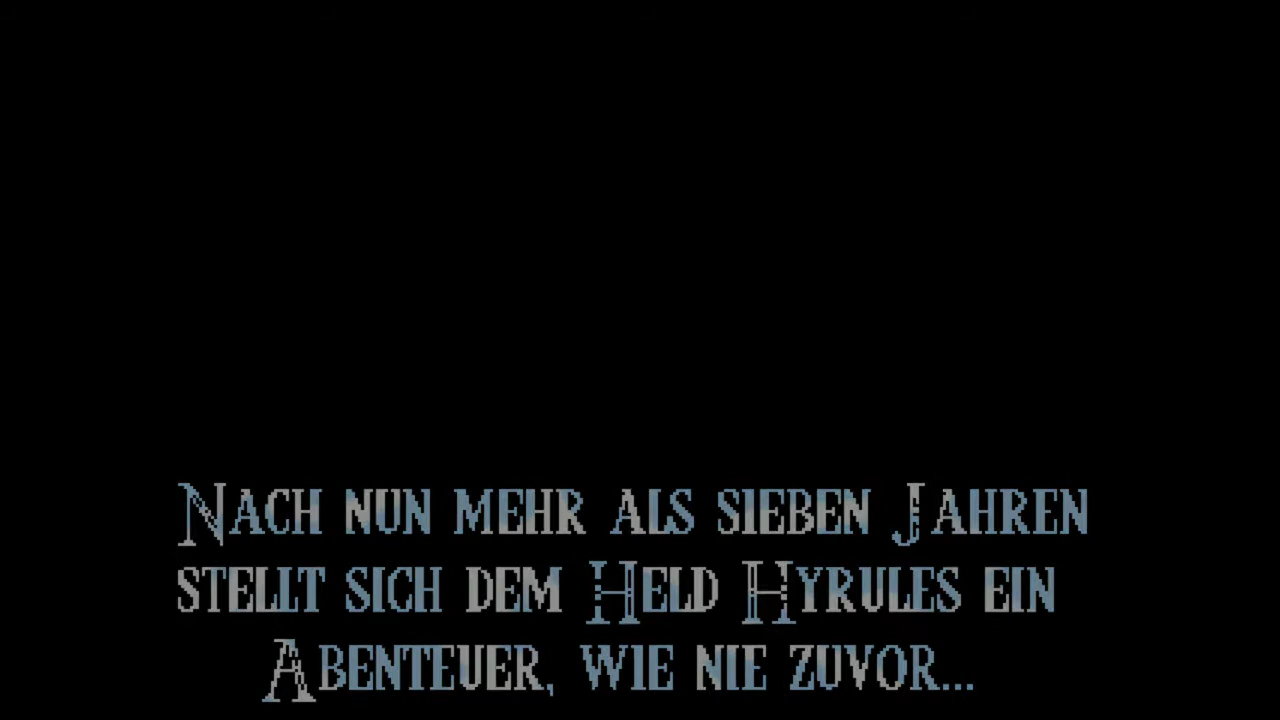 Nach nun mehr als sieben Jahren
stellt sich dem Held Hyrules ein
Abenteuer, wie nie zuvor...